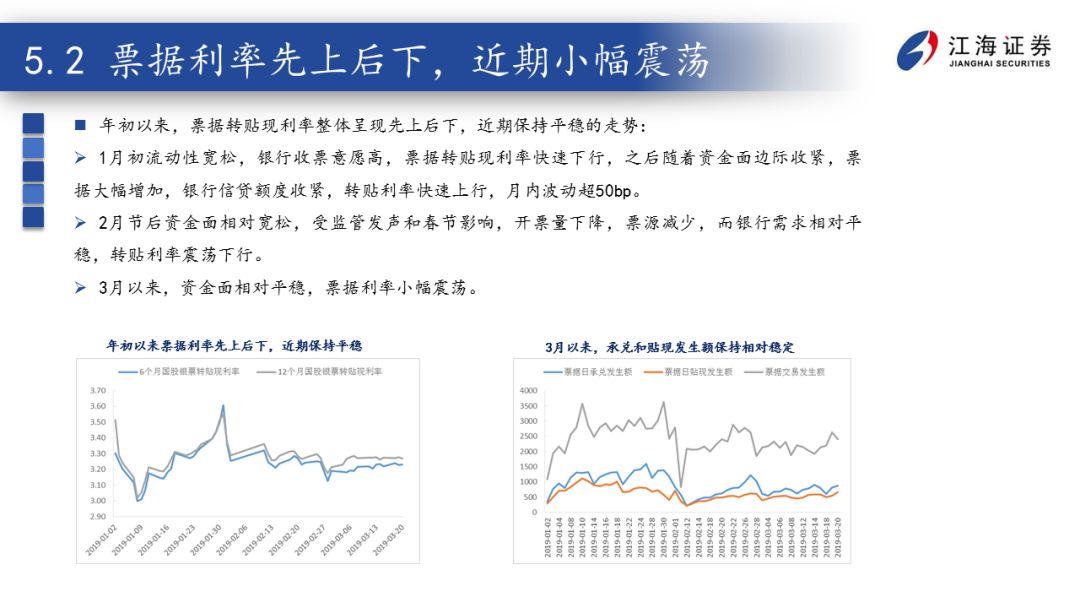 5.2 票据利率先上后下，近期小幅震荡
江海证券
JIANGHAI SECURITIES
■ 年初以来，票据转贴现利率整体呈现先上后下，近期保持平稳的走势：
➢ 1月初流动性宽松，银行收票意愿高，票据转贴现利率快速下行，之后随着资金面边际收紧，票
据大幅增加，银行信贷额度收紧，转贴利率快速上行，月内波动超50bp。
➢ 2月节后资金面相对宽松，受监管发声和春节影响，开票量下降，票源减少，而银行需求相对平
稳，转贴利率震荡下行。
➢ 3月以来，资金面相对平稳，票据利率小幅震荡。
年初以来票据利率先上后下，近期保持平稳
6个月国股银票转贴现利率 12个月国股银票转贴现利率
3.70
3.60
3.50
3.40
3.30
3.20
3.10
3.00
2.90
2019-01-02 2019-01-09 2019-01-16 2019-01-23 2019-01-30 2019-02-06 2019-02-13 2019-02-20 2019-02-27 2019-03-06 2019-03-13 2019-03-20
3月以来，承兑和贴现发生额保持相对稳定
票据日承兑发生额 票据日贴现发生额 票据交易发生额
4000
3500
3000
2500
2000
1500
1000
500
0
2019-01-02 2019-01-04 2019-01-08 2019-01-10 2019-01-14 2019-01-16 2019-01-18 2019-01-22 2019-01-24 2019-01-28 2019-01-30 2019-02-01 2019-02-12 2019-02-14 2019-02-18 2019-02-20 2019-02-22 2019-02-26 2019-02-28 2019-03-04 2019-03-06 2019-03-08 2019-03-12 2019-03-14 2019-03-18 2019-03-20